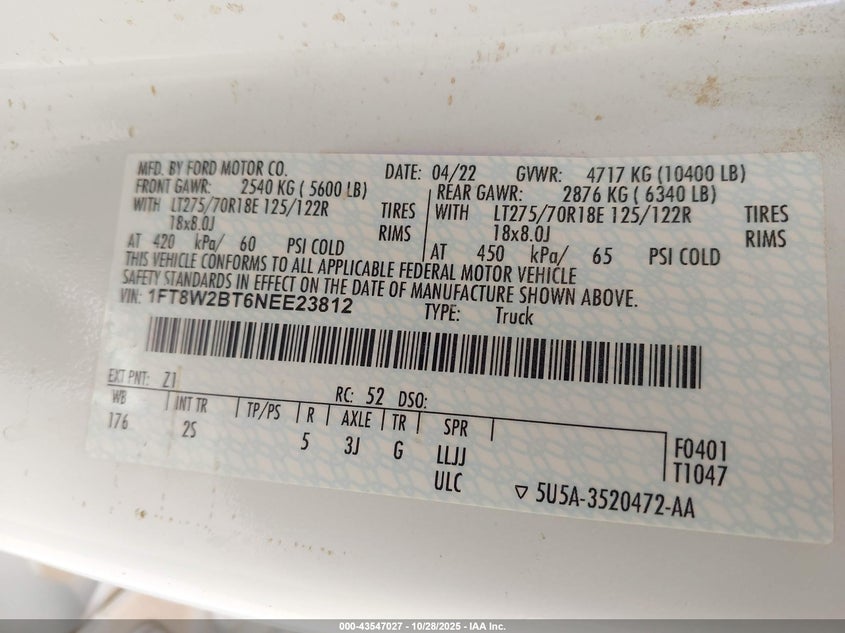 MFD. BY FORD MOTOR CO. DATE: 04/22 GVWR: 4717 KG (10400 LB)
FRONT GAWR: 2540 KG ( 5600 LB) REAR GAWR: 2876 KG ( 6340 LB)
WITH LT275/70R18E 125/122R TIRES WITH LT275/70R18E 125/122R TIRES
18x8.0J RIMS 18x8.0J RIMS
AT 420 kPa/ 60 PSI COLD AT 450 kPa/ 65 PSI COLD
THIS VEHICLE CONFORMS TO ALL APPLICABLE FEDERAL MOTOR VEHICLE
SAFETY STANDARDS IN EFFECT ON THE DATE OF MANUFACTURE SHOWN ABOVE.
VIN: 1FT8W2BT6NEE23812 TYPE: Truck
EXT PNT: Z1 RC: 52 DSO:
WB INT TR TP/PS R AXLE TR SPR
176 2S 5 3J G LLJJ F0401
ULC T1047
▽ 5U5A-3520472-AA
000-43547027 - 10/28/2025 - IAA Inc.